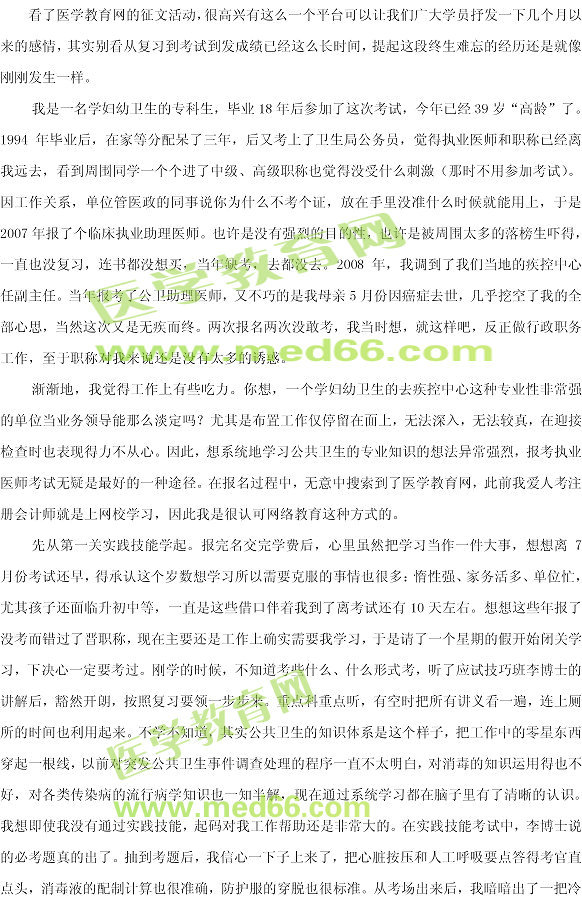 看了医学教育网的征文活动，很高兴有这么一个平台可以让我们广大学员抒发一下几个月以
来的感情，其实别看从复习到考试到发成绩已经这么长时间，提起这段终生难忘的经历还是就像
刚刚发生一样。
我是一名学妇幼卫生的专科生，毕业 18 年后参加了这次考试，今年已经 39 岁“高龄”了。
1994 年毕业后，在家等分配呆了三年，后又考上了卫生局公务员，觉得执业医师和职称已经离
我远去，看到周围同学一个个进了中级、高级职称也觉得没受什么刺激（那时不用参加考试）。
因工作关系，单位管医政的同事说你为什么不考个证，放在手里没准什么时候就能用上，于是
2007 年报了个临床执业助理医师。也许是没有强烈的目的性，也许是被周围太多的落榜生吓得，
一直也没复习，连书都没想买，当年缺考，去都没去。2008 年，我调到了我们当地的疾控中心
任副主任。当年报考了公卫助理医师，又不巧的是我母亲 5 月份因癌症去世，几乎挖空了我的全
部心思，当然这次又是无疾而终。两次报名两次没敢考，我当时想，就这样吧，反正做行政职务
工作，至于职称对我来说还是没有太多的诱惑。
渐渐地，我觉得工作上有些吃力。你想，一个学妇幼卫生的去疾控中心这种专业性非常强
的单位当业务领导能那么淡定吗？尤其是布置工作仅停留在面上，无法深入，无法较真，在迎接
检查时也表现得力不从心。因此，想系统地学习公共卫生的专业知识的想法异常强烈，报考执业
医师考试无疑是最好的一种途径。在报名过程中，无意中搜索到了医学教育网，此前我爱人考注
册会计师就是上网校学习，因此我是很认可网络教育这种方式的。
先从第一关实践技能学起。报完名交完学费后，心里虽然把学习当作一件大事，想想离 7
月份考试还早，得承认这个岁数想学习所以需要克服的事情也很多：惰性强、家务活多、单位忙，
尤其孩子还面临升初中等，一直是这些借口伴着我到了离考试还有 10 天左右。想想这些年报了
没考而错过了晋职称，现在主要还是工作上确实需要我学习，于是请了一个星期的假开始闭关学
习，下决心一定要考过。刚学的时候，不知道考些什么、什么形式考，听了应试技巧班李博士的
讲解后，豁然开朗，按照复习要领一步步来。重点科重点听，有空时把所有讲义看一遍，连上厕
所的时间也利用起来。不学不知道，其实公共卫生的知识体系是这个样子，把工作中的零星东西
穿起一根线，以前对突发公共卫生事件调查处理的程序一直不太明白，对消毒的知识运用得也不
好，对各类传染病的流行病学知识也一知半解，现在通过系统学习都在脑子里有了清晰的认识。
我想即使我没有通过实践技能，起码对我工作帮助还是非常大的。在实践技能考试中，李博士说
的必考题真的出了。抽到考题后，我信心一下子上来了，把心脏按压和人工呼吸要点答得考官直
点头，消毒液的配制计算也很准确，防护服的穿脱也很标准。从考场出来后，我暗暗出了一把冷
医学教育网
www.med66.com
医学教育网
www.med66.com